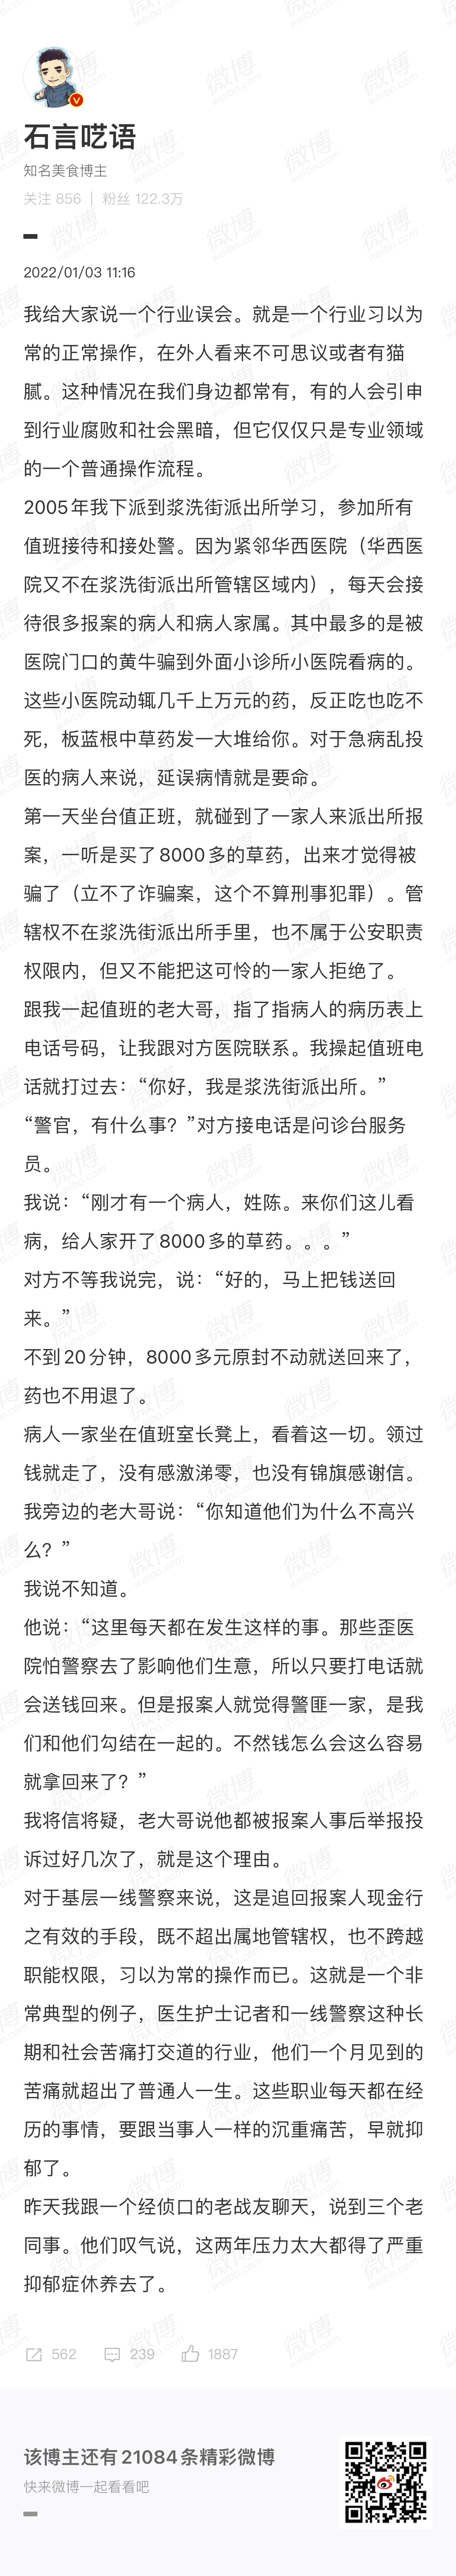 石言呓语
知名美食博主
关注 856 | 粉丝 122.3万
2022/01/03 11:16
我给大家说一个行业误会。就是一个行业习以为
常的正常操作，在外人看来不可思议或者有猫
腻。这种情况在我们身边都常有，有的人会引申
到行业腐败和社会黑暗，但它仅仅只是专业领域
的一个普通操作流程。
2005年我下派到浆洗街派出所学习，参加所有
值班接待和接处警。因为紧邻华西医院（华西医
院又不在浆洗街派出所管辖区域内），每天会接
待很多报案的病人和病人家属。其中最多的是被
医院门口的黄牛骗到外面小诊所小医院看病的。
这些小医院动辄几千上万元的药，反正吃也吃不
死，板蓝根中草药发一大堆给你。对于急病乱投
医的病人来说，延误病情就是要命。
第一天坐台值正班，就碰到了一家人来派出所报
案，一听是买了8000多的草药，出来才觉得被
骗了（立不了诈骗案，这个不算刑事犯罪）。管
辖权不在浆洗街派出所手里，也不属于公安职责
权限内，但又不能把这可怜的一家人拒绝了。
跟我一起值班的老大哥，指了指病人的病历表上
电话号码，让我跟对方医院联系。我操起值班电
话就打过去：“你好，我是浆洗街派出所。”
“警官，有什么事？”对方接电话是问诊台服务
员。
我说：“刚才有一个病人，姓陈。来你们这儿看
病，给人家开了8000多的草药。。。”
对方不等我说完，说：“好的，马上把钱送回
来。”
不到20分钟，8000多元原封不动就送回来了，
药也不用退了。
病人一家坐在值班室长凳上，看着这一切。领过
钱就走了，没有感激涕零，也没有锦旗感谢信。
我旁边的老大哥说：“你知道他们为什么不高兴
么？”
我说不知道。
他说：“这里每天都在发生这样的事。那些歪医
院怕警察去了影响他们生意，所以只要打电话就
会送钱回来。但是报案人就觉得警匪一家，是我
们和他们勾结在一起的。不然钱怎么会这么容易
就拿回来了？”
我将信将疑，老大哥说他都被报案人事后举报投
诉过好几次了，就是这个理由。
对于基层一线警察来说，这是追回报案人现金行
之有效的手段，既不超出属地管辖权，也不跨越
职能权限，习以为常的操作而已。这就是一个非
常典型的例子，医生护士记者和一线警察这种长
期和社会苦痛打交道的行业，他们一个月见到的
苦痛就超出了普通人一生。这些职业每天都在经
历的事情，要跟当事人一样的沉重痛苦，早就抑
郁了。
昨天我跟一个经侦口的老战友聊天，说到三个老
同事。他们叹气说，这两年压力太大都得了严重
抑郁症休养去了。
562 239 1887
该博主还有21084条精彩微博
快来微博一起看看吧